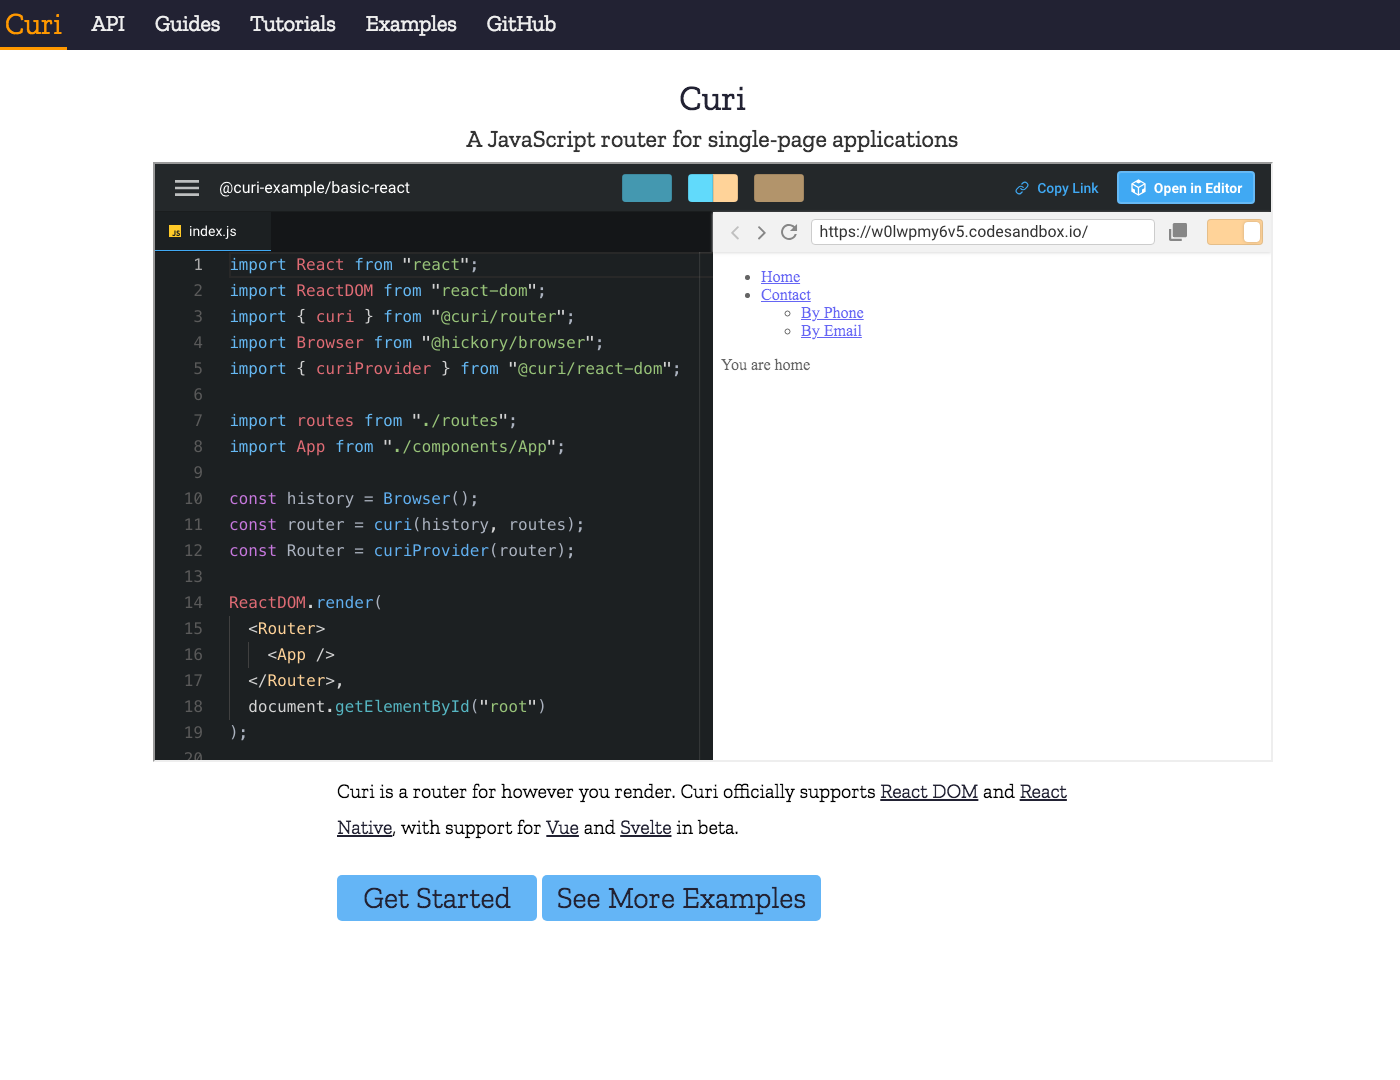 Curi API Guides Tutorials Examples GitHub
Curi
A JavaScript router for single-page applications
@curi-example/basic-react
Copy Link
Open in Editor
JS index.js
https://w0lwpmy6v5.codesandbox.io/
1 import React from "react";
2 import ReactDOM from "react-dom";
3 import { curi } from "@curi/router";
4 import Browser from "@hickory/browser";
5 import { curiProvider } from "@curi/react-dom";
6
7 import routes from "./routes";
8 import App from "./components/App";
9
10 const history = Browser();
11 const router = curi(history, routes);
12 const Router = curiProvider(router);
13
14 ReactDOM.render(
15 <Router>
16 <App />
17 </Router>,
18 document.getElementById("root")
19 );
20
Home
Contact
By Phone
By Email
You are home
Curi is a router for however you render. Curi officially supports React DOM and React
Native, with support for Vue and Svelte in beta.
Get Started
See More Examples